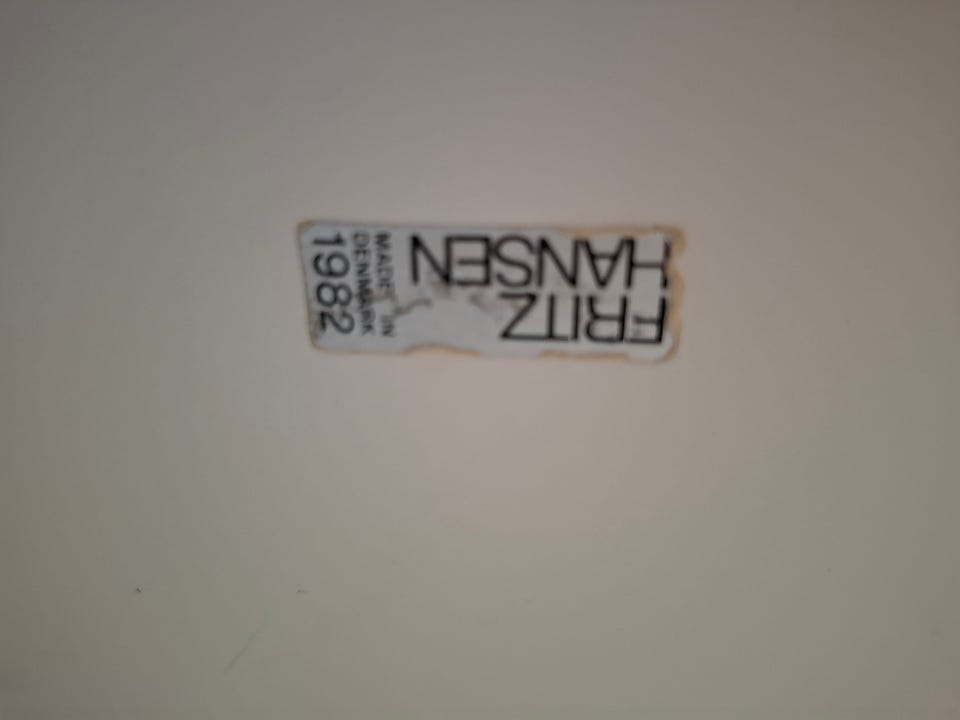 FRITZ
HANSEN
MADE IN
DENMARK
1982